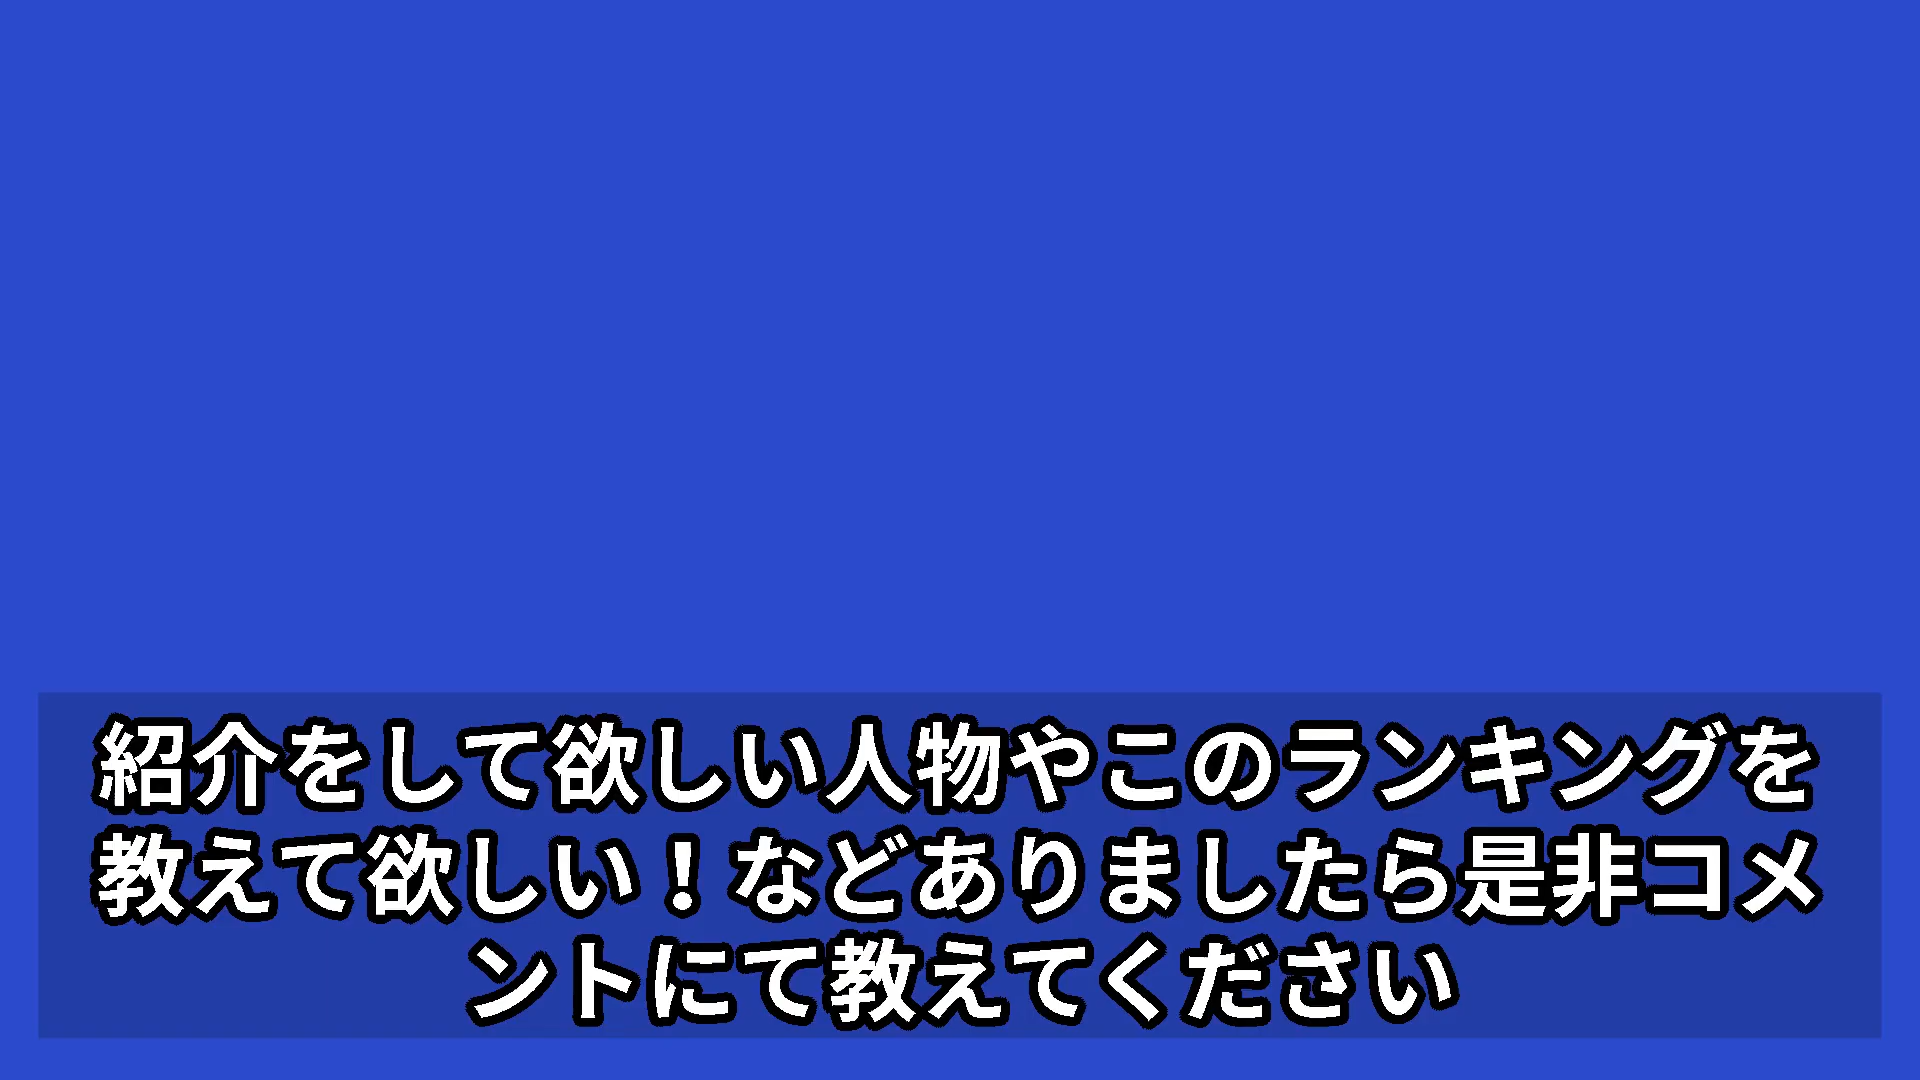 紹介をして欲しい人物やこのランキングを
教えて欲しい！などありましたら是非コメ
ントにて教えてください